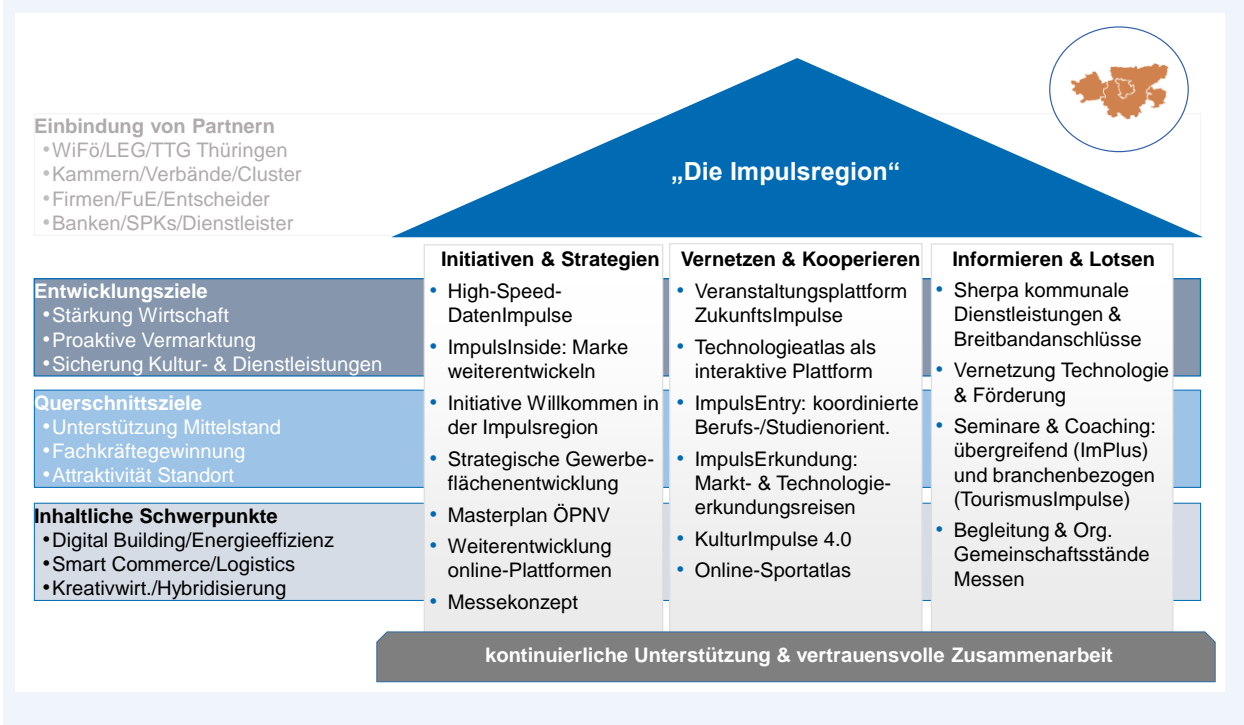 „Die Impulsregion“
Einbindung von Partnern
•WiFö/LEG/TTG Thüringen
•Kammern/Verbände/Cluster
•Firmen/FuE/Entscheider
•Banken/SPKs/Dienstleister
Entwicklungsziele
•Stärkung Wirtschaft
•Proaktive Vermarktung
•Sicherung Kultur- & Dienstleistungen
Querschnittsziele
•Unterstützung Mittelstand
•Fachkräftegewinnung
•Attraktivität Standort
Inhaltliche Schwerpunkte
•Digital Building/Energieeffizienz
•Smart Commerce/Logistics
•Kreativwirt./Hybridisierung
Initiativen & Strategien
• High-Speed-
DatenImpulse
• ImpulsInside: Marke
weiterentwickeln
• Initiative Willkommen in
der Impulsregion
• Strategische Gewerbe-
flächenentwicklung
• Masterplan ÖPNV
• Weiterentwicklung
online-Plattformen
• Messekonzept
Vernetzen & Kooperieren
• Veranstaltungsplattform
ZukunftsImpulse
• Technologieatlas als
interaktive Plattform
• ImpulsEntry: koordinierte
Berufs-/Studienorient.
• ImpulsErkundung:
Markt- & Technologie-
erkundungsreisen
• KulturImpulse 4.0
• Online-Sportatlas
Informieren & Lotsen
• Sherpa kommunale
Dienstleistungen &
Breitbandanschlüsse
• Vernetzung Technologie
& Förderung
• Seminare & Coaching:
übergreifend (ImPlus)
und branchenbezogen
(TourismusImpulse)
• Begleitung & Org.
Gemeinschaftsstände
Messen
kontinuierliche Unterstützung & vertrauensvolle Zusammenarbeit